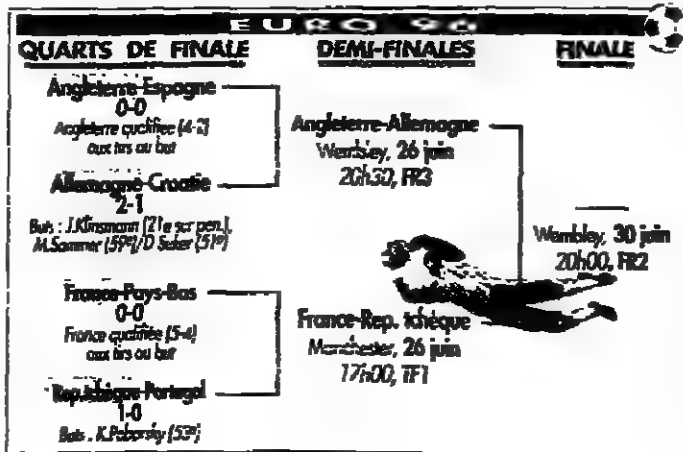 EURO 96
QUARTS DE FINALE
DEMI-FINALES
FINALE
Angleterre-Espagne
0-0
Angleterre qualifiée (4-2)
aux tirs au but
Allemagne-Croatie
2-1
Buts : J.Klinsmann (21e sur pen.),
M.Sammer (59e)/D Suker (51e)
France-Pays-Bas
0-0
France qualifiée (5-4)
aux tirs au but
Rep.tchèque-Portugal
1-0
Buts . K.Poborsky (53e)
Angleterre-Allemagne
Wembley, 26 juin
20h30, FR3
France-Rep. tchèque
Manchester, 26 juin
17h00, TF1
Wembley, 30 juin
20h00, FR2